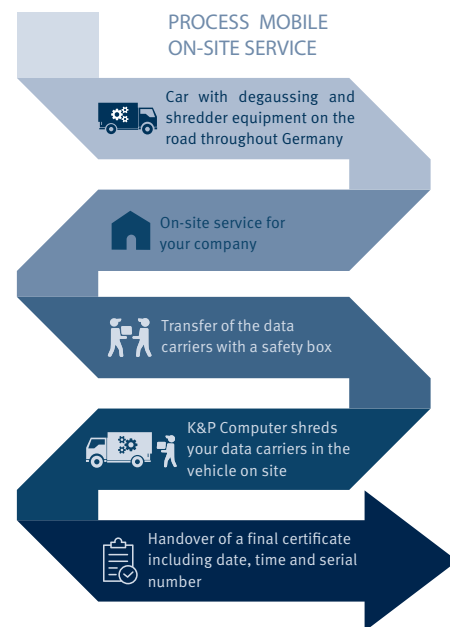 PROCESS MOBILE
ON-SITE SERVICE
Car with degaussing and
shredder equipment on the
road throughout Germany
On-site service for
your company
Transfer of the data
carriers with a safety box
K&P Computer shreds
your data carriers in the
vehicle on site
Handover of a final certificate
including date, time and serial
number